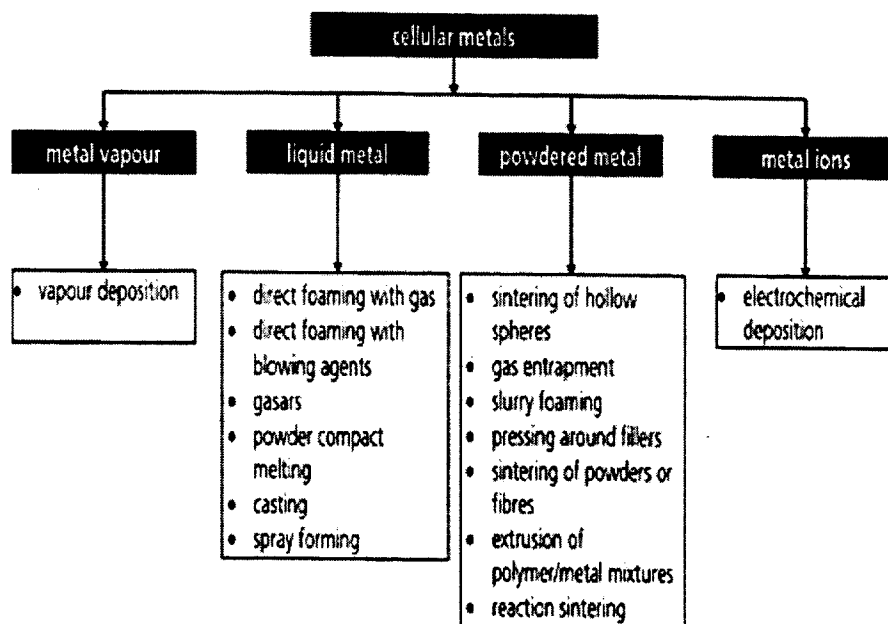 cellular metals
metal vapour
liquid metal
powdered metal
metal ions
• vapour deposition
• direct foaming with gas
• direct foaming with
blowing agents
• gasars
• powder compact
melting
• casting
• spray forming
• sintering of hollow
spheres
• gas entrapment
• slurry foaming
• pressing around fillers
• sintering of powders or
fibres
• extrusion of
polymer/metal mixtures
• reaction sintering
• electrochemical
deposition